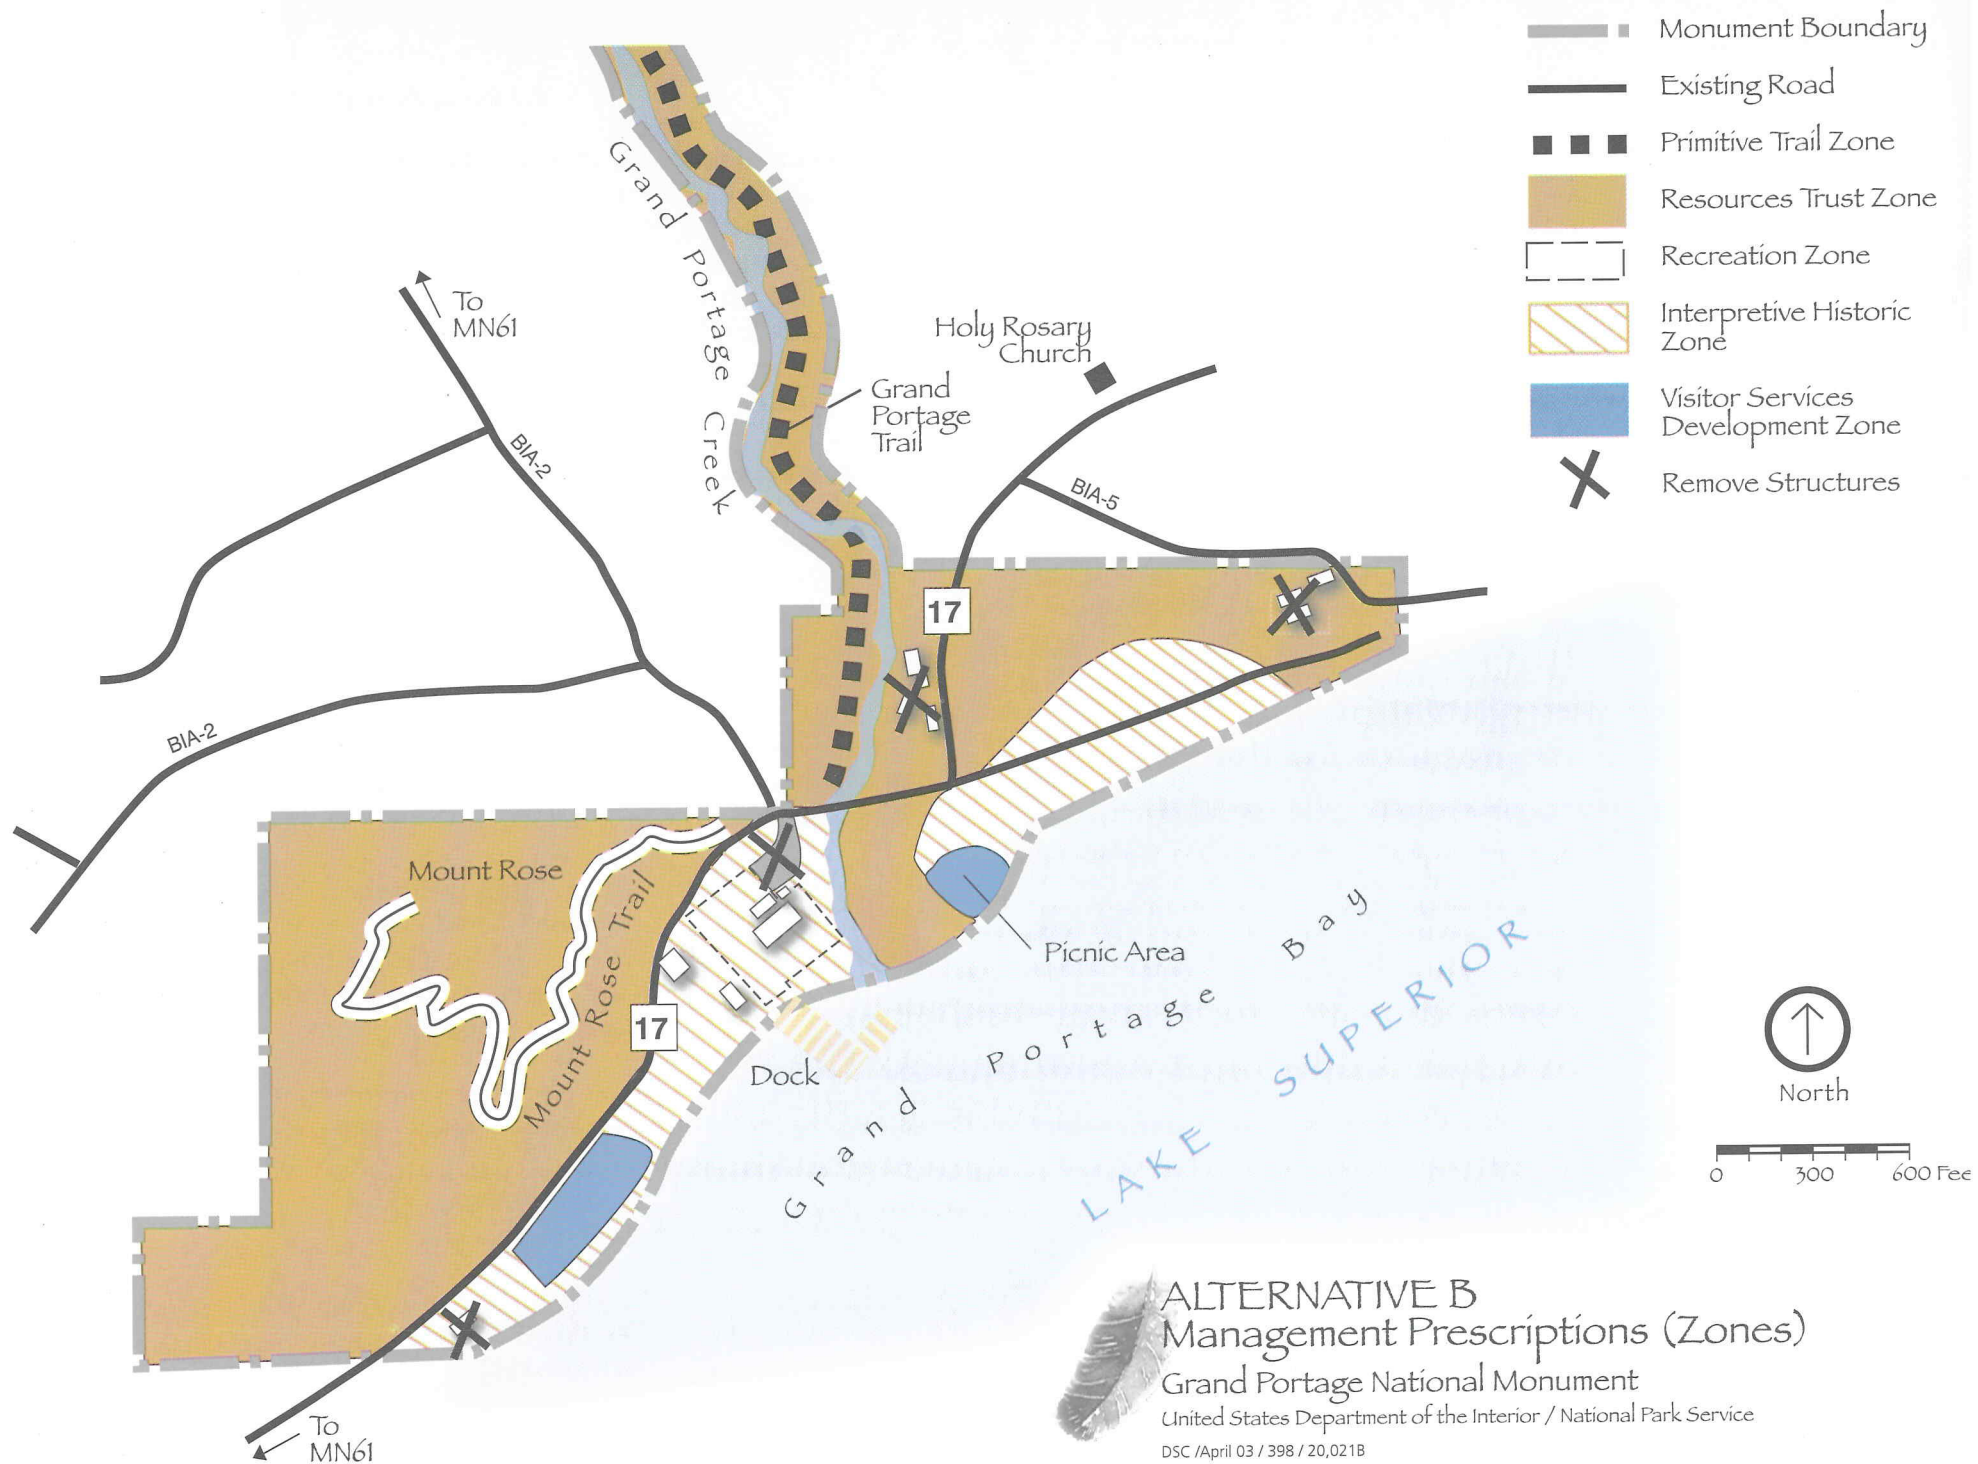 Monument Boundary
Existing Road
Primitive Trail Zone
Resources Trust Zone
Recreation Zone
Interpretive Historic
Zone
Visitor Services
Development Zone
Remove Structures
Grand Portage Creek
To
MN61
BIA-2
Holy Rosary
Church
Grand
Portage
Trail
BIA-5
17
BIA-2
Mount Rose
Mount Rose Trail
17
Picnic Area
Dock
Grand Portage Bay
LAKE SUPERIOR
North
0 300 600 Fee
To
MN61
ALTERNATIVE B
Management Prescriptions (Zones)
Grand Portage National Monument
United States Department of the Interior / National Park Service
DSC /April 03 / 398 / 20,021B